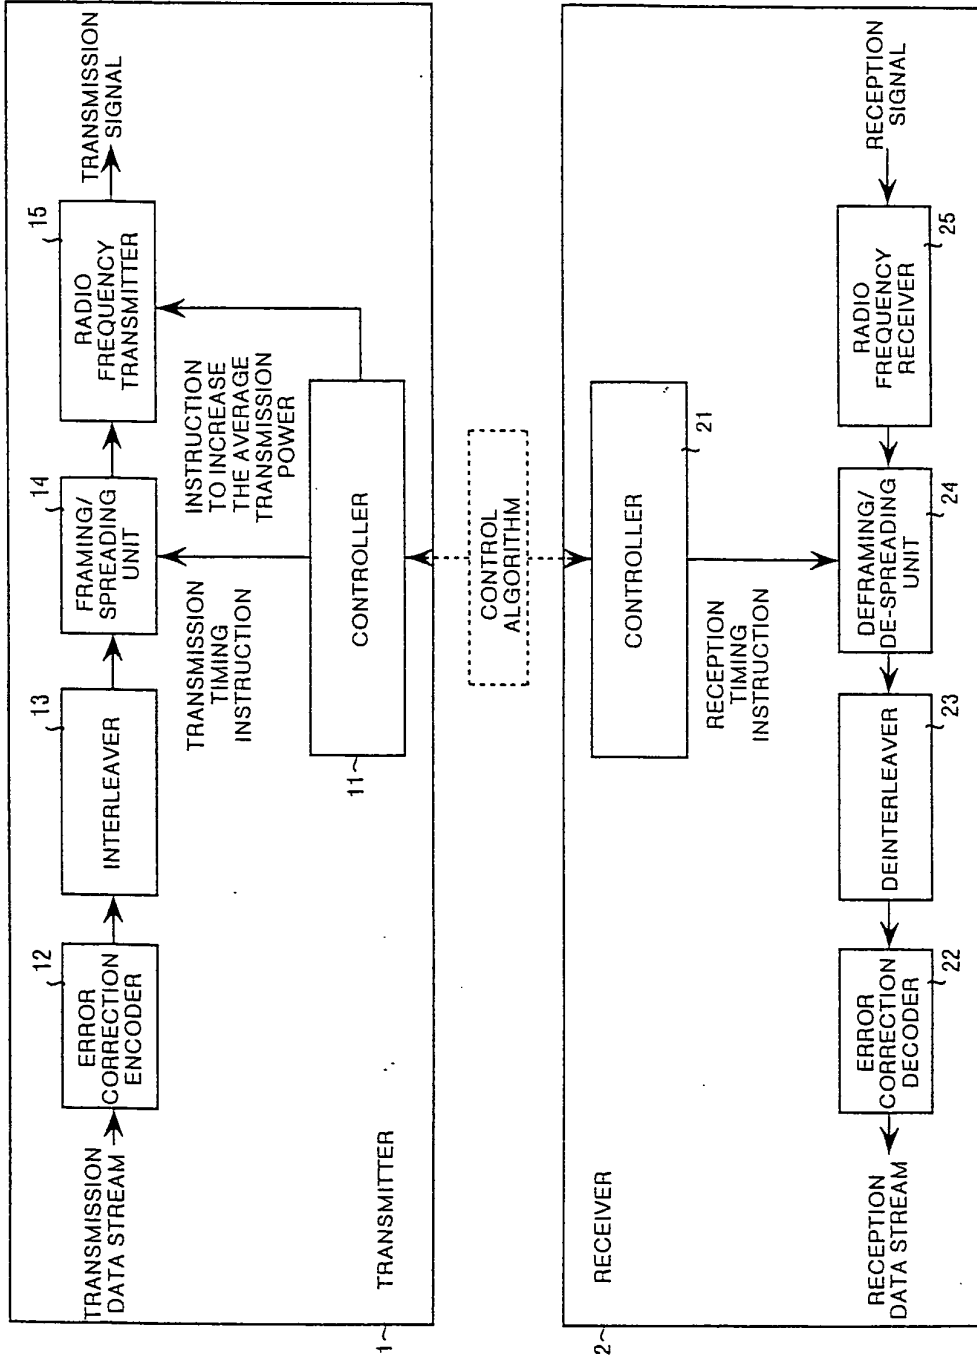 TRANSMISSION
DATA STREAM
ERROR
CORRECTION
ENCODER
12
INTERLEAVER
13
FRAMING/
SPREADING
UNIT
14
RADIO
FREQUENCY
TRANSMITTER
15
TRANSMISSION
SIGNAL
TRANSMISSION
TIMING
INSTRUCTION
INSTRUCTION
TO INCREASE
THE AVERAGE
TRANSMISSION
POWER
CONTROLLER
11
TRANSMITTER
1
CONTROL
ALGORITHM
RECEIVER
2
CONTROLLER
21
RECEPTION
TIMING
INSTRUCTION
RECEPTION
DATA STREAM
ERROR
CORRECTION
DECODER
22
DEINTERLEAVER
23
DEFRAMING/
DE-SPREADING
UNIT
24
RADIO
FREQUENCY
RECEIVER
25
RECEPTION
SIGNAL